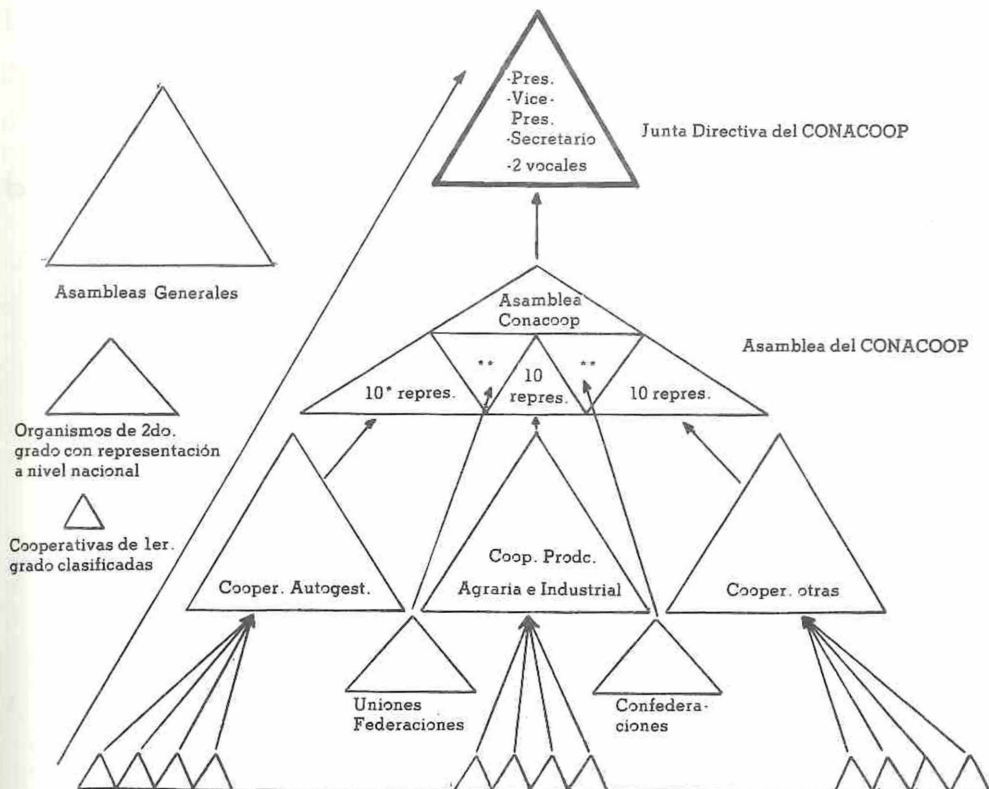 -Pres.
-Vice-
Pres.
-Secretario
-2 vocales
Junta Directiva del CONACOOP
Asambleas Generales
Asamblea
Conacoop
Asamblea del CONACOOP
**
**
10* repres.
10
repres.
10 repres.
Organismos de 2do.
grado con representación
a nivel nacional
Cooperativas de 1er.
grado clasificadas
Cooper. Autogest.
Coop. Prodc.
Agraria e Industrial
Cooper. otras
Uniones
Federaciones
Confedera-
ciones